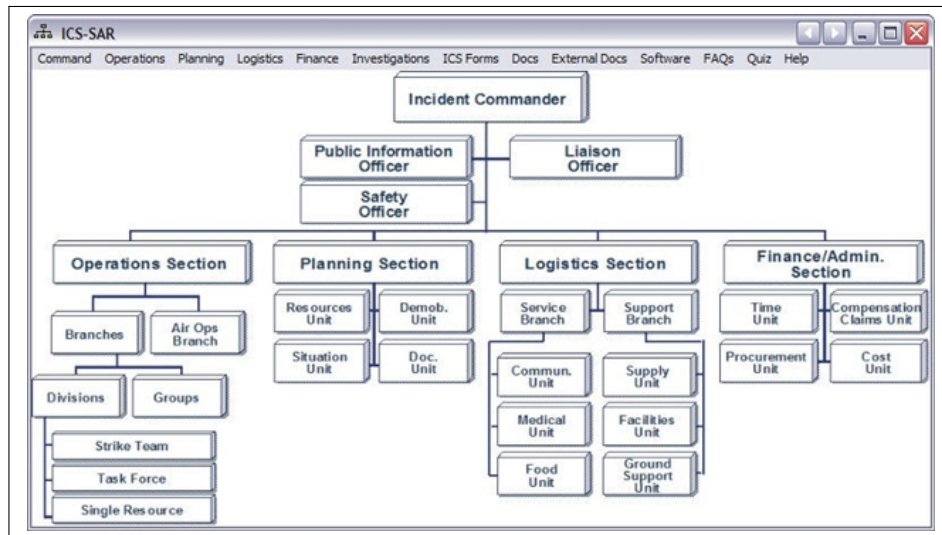 ICS-SAR
Command Operations Planning Logistics Finance Investigations ICS Forms Docs External Docs Software FAQs Quiz Help
Incident Commander
Public Information
Officer
Liaison
Officer
Safety
Officer
Operations Section
Planning Section
Logistics Section
Finance/Admin.
Section
Branches
Air Ops
Branch
Divisions
Groups
Strike Team
Task Force
Single Resource
Resources
Unit
Demob.
Unit
Situation
Unit
Doc.
Unit
Service
Branch
Support
Branch
Commun.
Unit
Supply
Unit
Medical
Unit
Facilities
Unit
Food
Unit
Ground
Support
Unit
Time
Unit
Compensation
Claims Unit
Procurement
Unit
Cost
Unit